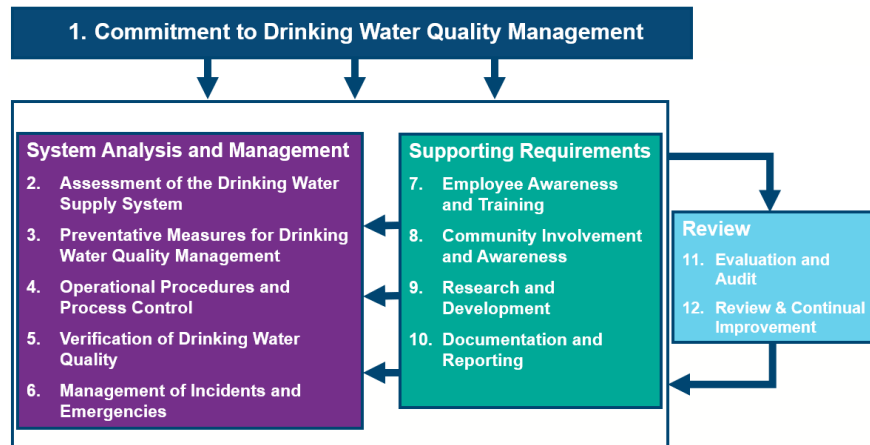 1. Commitment to Drinking Water Quality Management
System Analysis and Management
2. Assessment of the Drinking Water
Supply System
3. Preventative Measures for Drinking
Water Quality Management
4. Operational Procedures and
Process Control
5. Verification of Drinking Water
Quality
6. Management of Incidents and
Emergencies
Supporting Requirements
7. Employee Awareness
and Training
8. Community Involvement
and Awareness
9. Research and
Development
10. Documentation and
Reporting
Review
11. Evaluation and
Audit
12. Review & Continual
Improvement